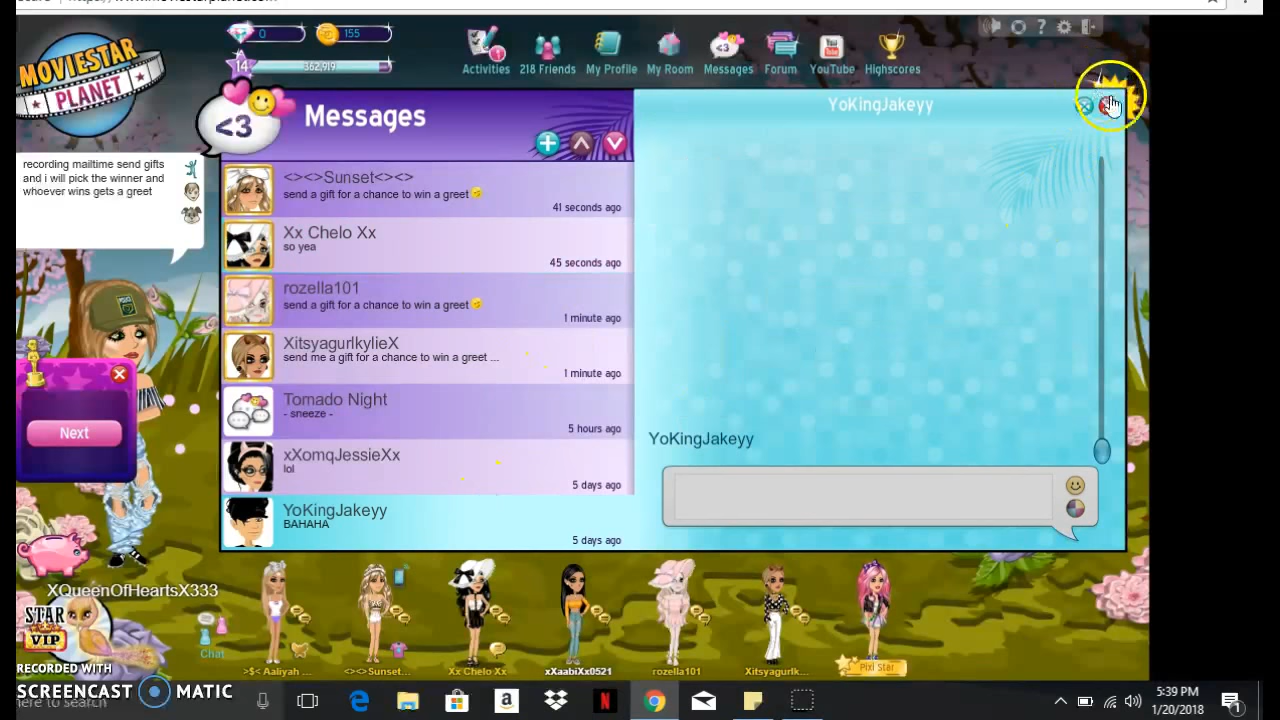 MOVIESTAR
PLANET
0
155
14
362,919
Activities
218 Friends
My Profile
My Room
Messages
Forum
YouTube
Highscores
<3
Messages
YoKingJakeyy
recording mailtime send gifts
and i will pick the winner and
whoever wins gets a greet
<><>Sunset<><>
send a gift for a chance to win a greet
41 seconds ago
Xx Chelo Xx
so yea
45 seconds ago
rozella101
send a gift for a chance to win a greet
1 minute ago
XitsyagurlkylieX
send me a gift for a chance to win a greet ...
1 minute ago
Tomado Night
- sneeze -
5 hours ago
xXomqJessieXx
lol
5 days ago
YoKingJakeyy
BAHAHA
5 days ago
YoKingJakeyy
Next
XQueenOfHeartsX333
STAR
VIP
Chat
>$< Aaliyah ...
<><>Sunset...
Xx Chelo Xx
xXaabiXx0521
rozella101
Xitsyagurlk...
Pixi Star
RECORDED WITH
SCREENCAST MATIC
here to search
5:39 PM
1/20/2018